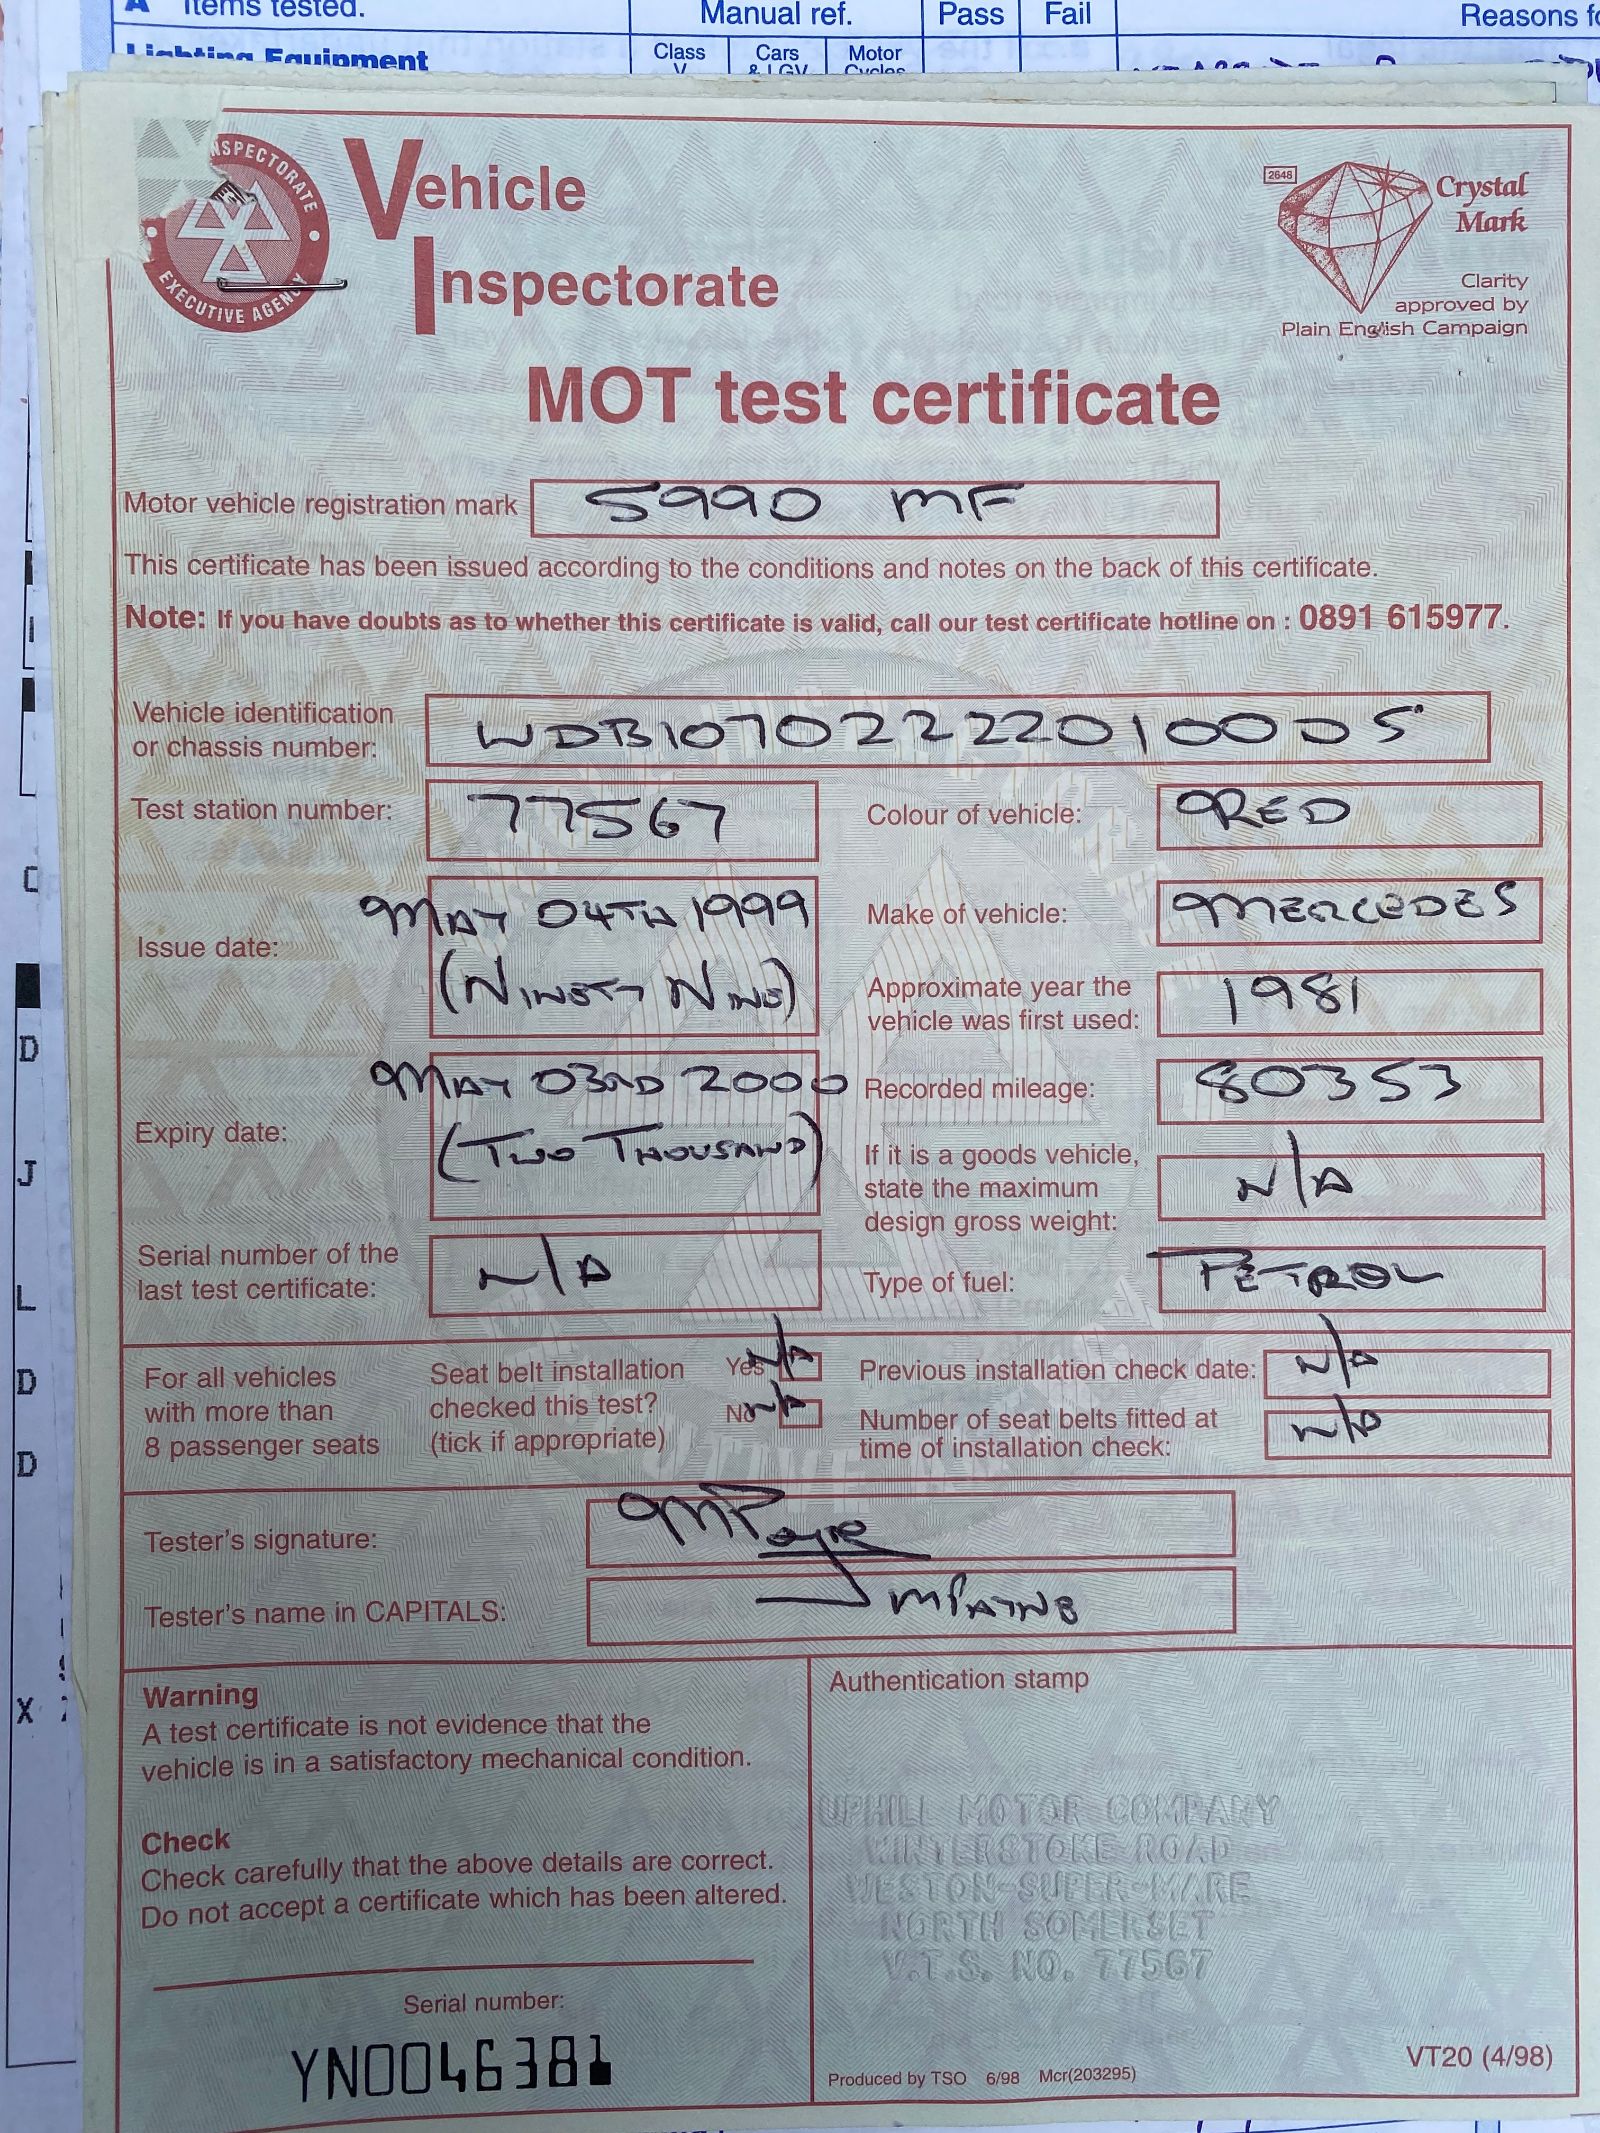 A Items tested.
Manual ref.
Pass
Fail
Reasons
Lighting Equipment
Class V
Cars & LGV
Motor Cycles
INSPECTORATE
EXECUTIVE AGENCY
Vehicle
Inspectorate
2648
Crystal
Mark
Clarity
approved by
Plain English Campaign
MOT test certificate
Motor vehicle registration mark 5990 MF
This certificate has been issued according to the conditions and notes on the back of this certificate.
Note: If you have doubts as to whether this certificate is valid, call our test certificate hotline on : 0891 615977.
Vehicle identification
or chassis number: WDB10702222010005
Test station number: 77567
Colour of vehicle: RED
Issue date: MAY 04TH 1999
(NINETY NINE)
Make of vehicle: MERCEDES
Approximate year the
vehicle was first used: 1981
Expiry date: MAY 03RD 2000
(TWO THOUSAND)
Recorded mileage: 80353
If it is a goods vehicle,
state the maximum
design gross weight: N/A
Serial number of the
last test certificate: N/A
Type of fuel: PETROL
For all vehicles
with more than
8 passenger seats
Seat belt installation
checked this test?
(tick if appropriate)
Yes N/A
No N/A
Previous installation check date: N/A
Number of seat belts fitted at
time of installation check: N/A
Tester's signature: MPayne
Tester's name in CAPITALS: MPAYNE
Warning
A test certificate is not evidence that the
vehicle is in a satisfactory mechanical condition.
Check
Check carefully that the above details are correct.
Do not accept a certificate which has been altered.
Serial number:
YN0046381
Authentication stamp
UPHILL MOTOR COMPANY
WINTERSTOKE ROAD
WESTON-SUPER-MARE
NORTH SOMERSET
V.T.S. NO. 77567
Produced by TSO 6/98 Mcr(203295)
VT20 (4/98)
D
J
L
D
D
X